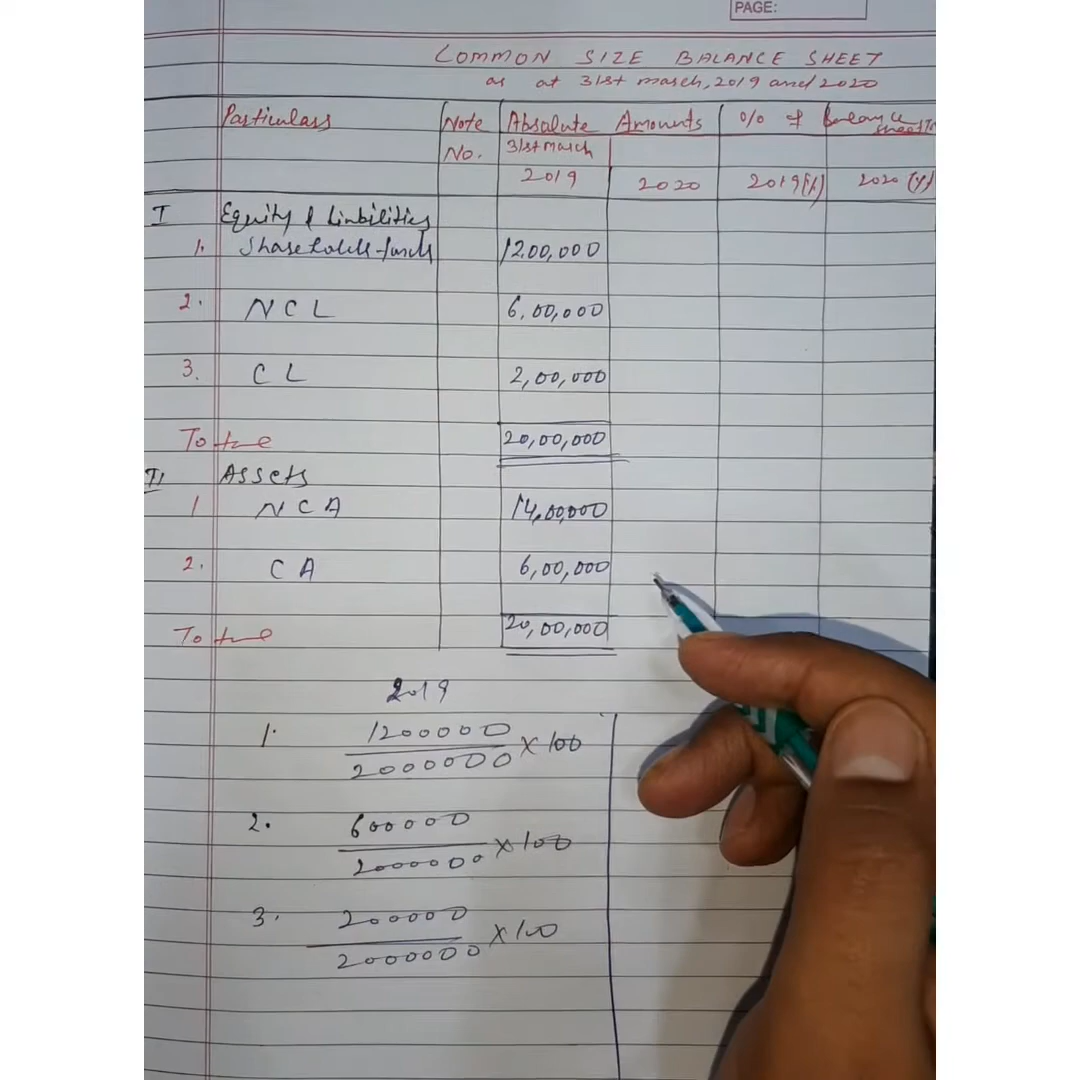 PAGE:
COMMON SIZE BALANCE SHEET
as at 31st march, 2019 and 2020
Particulars Note No. Absolute Amounts % of Balance sheet
31st march
2019 2020 2019(%) 2020 (%)
I Equity & Liabilities
1. Shareholders funds 1200,000
2. NCL 6,00,000
3. CL 2,00,000
Total 20,00,000
II Assets
1 NCA 14,00,000
2. CA 6,00,000
Total 20,00,000
2019
1. 1200000
2000000 × 100
2. 600000
2000000 × 100
3. 200000
2000000 × 100